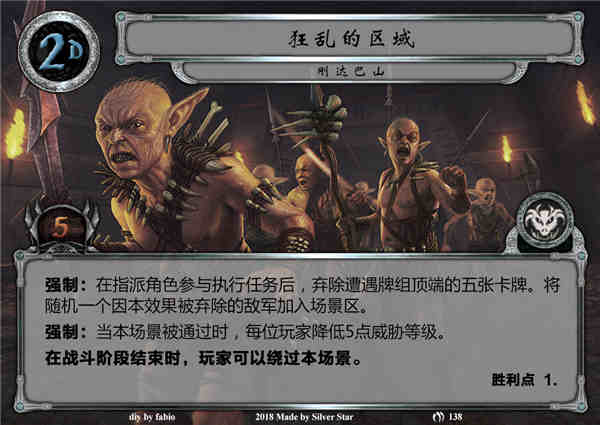 2D
狂乱的区域
刚达巴山
5
强制：在指派角色参与执行任务后，弃除遭遇牌组顶端的五张卡牌。将
随机一个因本效果被弃除的敌军加入场景区。
强制：当本场景被通过时，每位玩家降低5点威胁等级。
在战斗阶段结束时，玩家可以绕过本场景。
胜利点 1.
diy by fabio 2018 Made by Silver Star 138